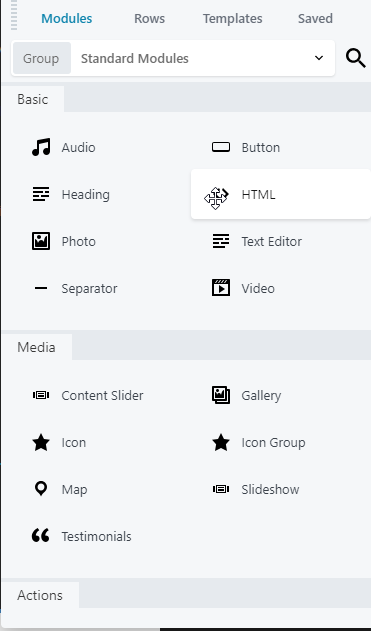 Modules Rows Templates Saved
Group Standard Modules
Basic
Audio Button
Heading HTML
Photo Text Editor
Separator Video
Media
Content Slider Gallery
Icon Icon Group
Map Slideshow
Testimonials
Actions